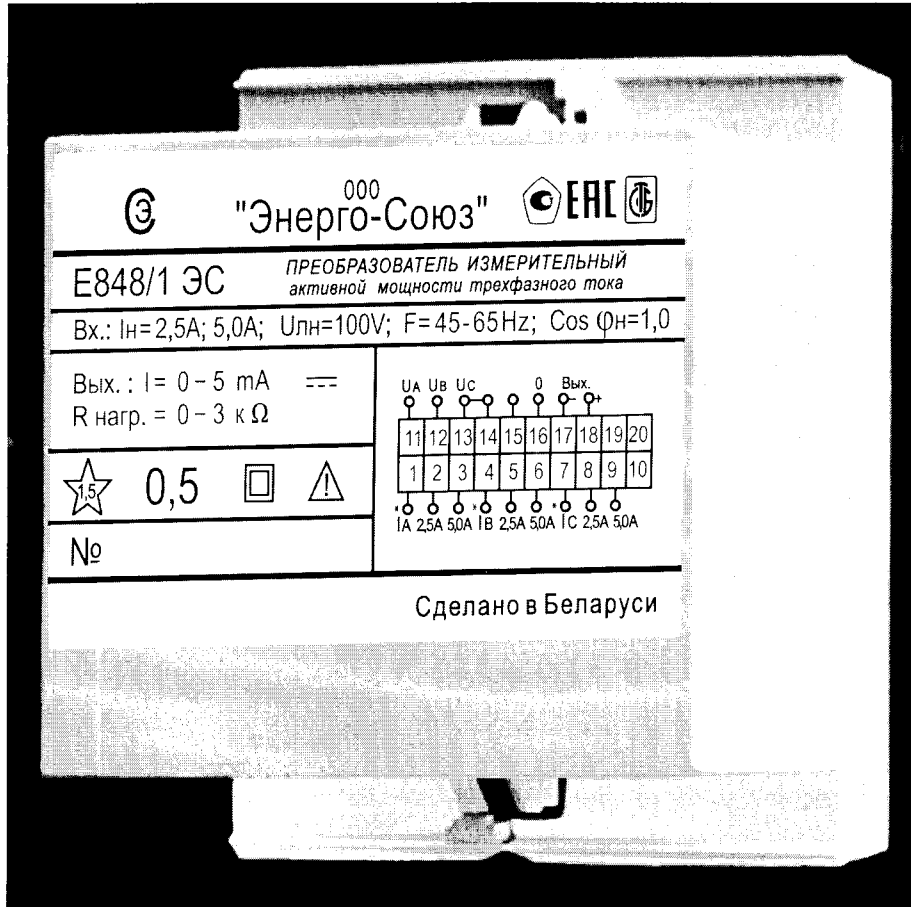 ООО
"Энерго-Союз" ЕАС
Е848/1 ЭС
ПРЕОБРАЗОВАТЕЛЬ ИЗМЕРИТЕЛЬНЫЙ
активной мощности трехфазного тока
Вх.: Iн=2,5А; 5,0А; Uлн=100V; F=45-65Hz; Cos φн=1,0
Вых.: I= 0-5 mA
R нагр. = 0-3 кΩ
1,5 0,5
№
UA UB UC 0 Вых.
- +
11 12 13 14 15 16 17 18 19 20
1 2 3 4 5 6 7 8 9 10
*IA 2,5A 5,0A *IB 2,5A 5,0A *IC 2,5A 5,0A
Сделано в Беларуси